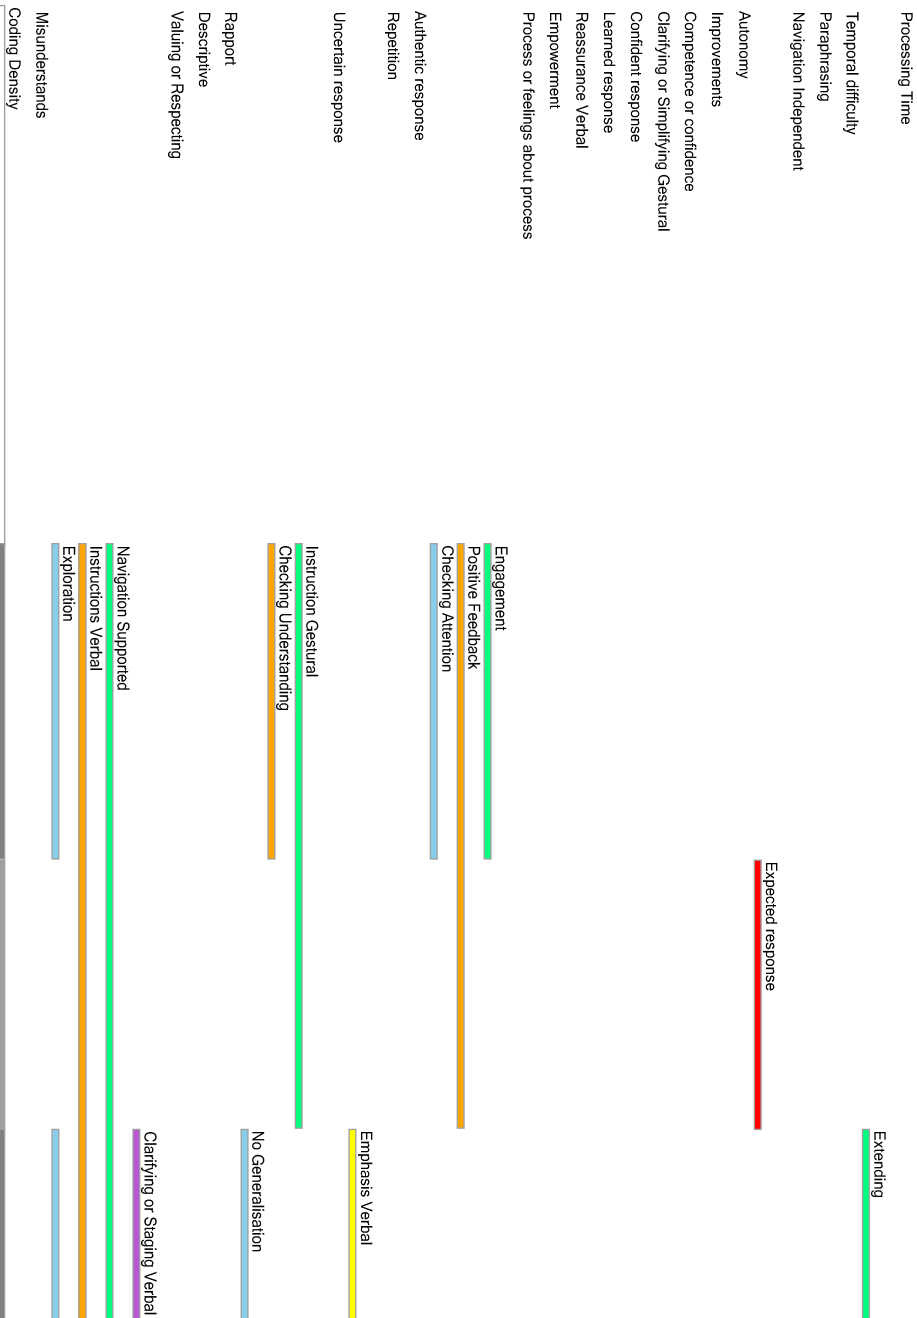 Processing Time
Temporal difficulty
Paraphrasing
Navigation Independent
Autonomy
Improvements
Competence or confidence
Clarifying or Simplifying Gestural
Confident response
Learned response
Reassurance Verbal
Empowerment
Process or feelings about process
Authentic response
Repetition
Uncertain response
Rapport
Descriptive
Valuing or Respecting
Misunderstands
Coding Density
Engagement
Positive Feedback
Checking Attention
Instruction Gestural
Checking Understanding
Navigation Supported
Instructions Verbal
Exploration
Expected response
Extending
Emphasis Verbal
No Generalisation
Clarifying or Staging Verbal